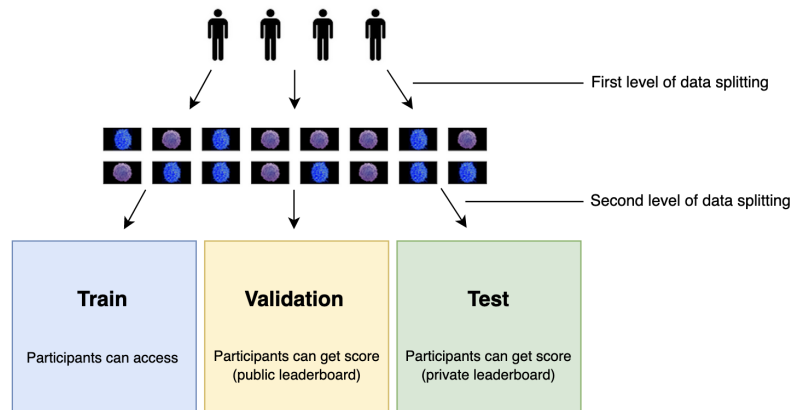 First level of data splitting
Second level of data splitting
Train
Participants can access
Validation
Participants can get score
(public leaderboard)
Test
Participants can get score
(private leaderboard)